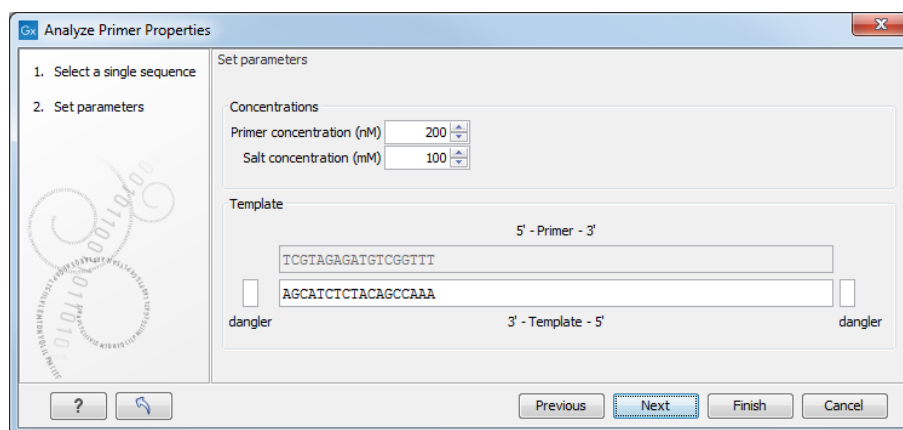 Gx Analyze Primer Properties
1. Select a single sequence
2. Set parameters
Set parameters
Concentrations
Primer concentration (nM) 200
Salt concentration (mM) 100
Template
5' - Primer - 3'
TCGTAGAGATGTCGGTTT
AGCATCTCTACAGCCAAA
dangler 3' - Template - 5' dangler
? Previous Next Finish Cancel